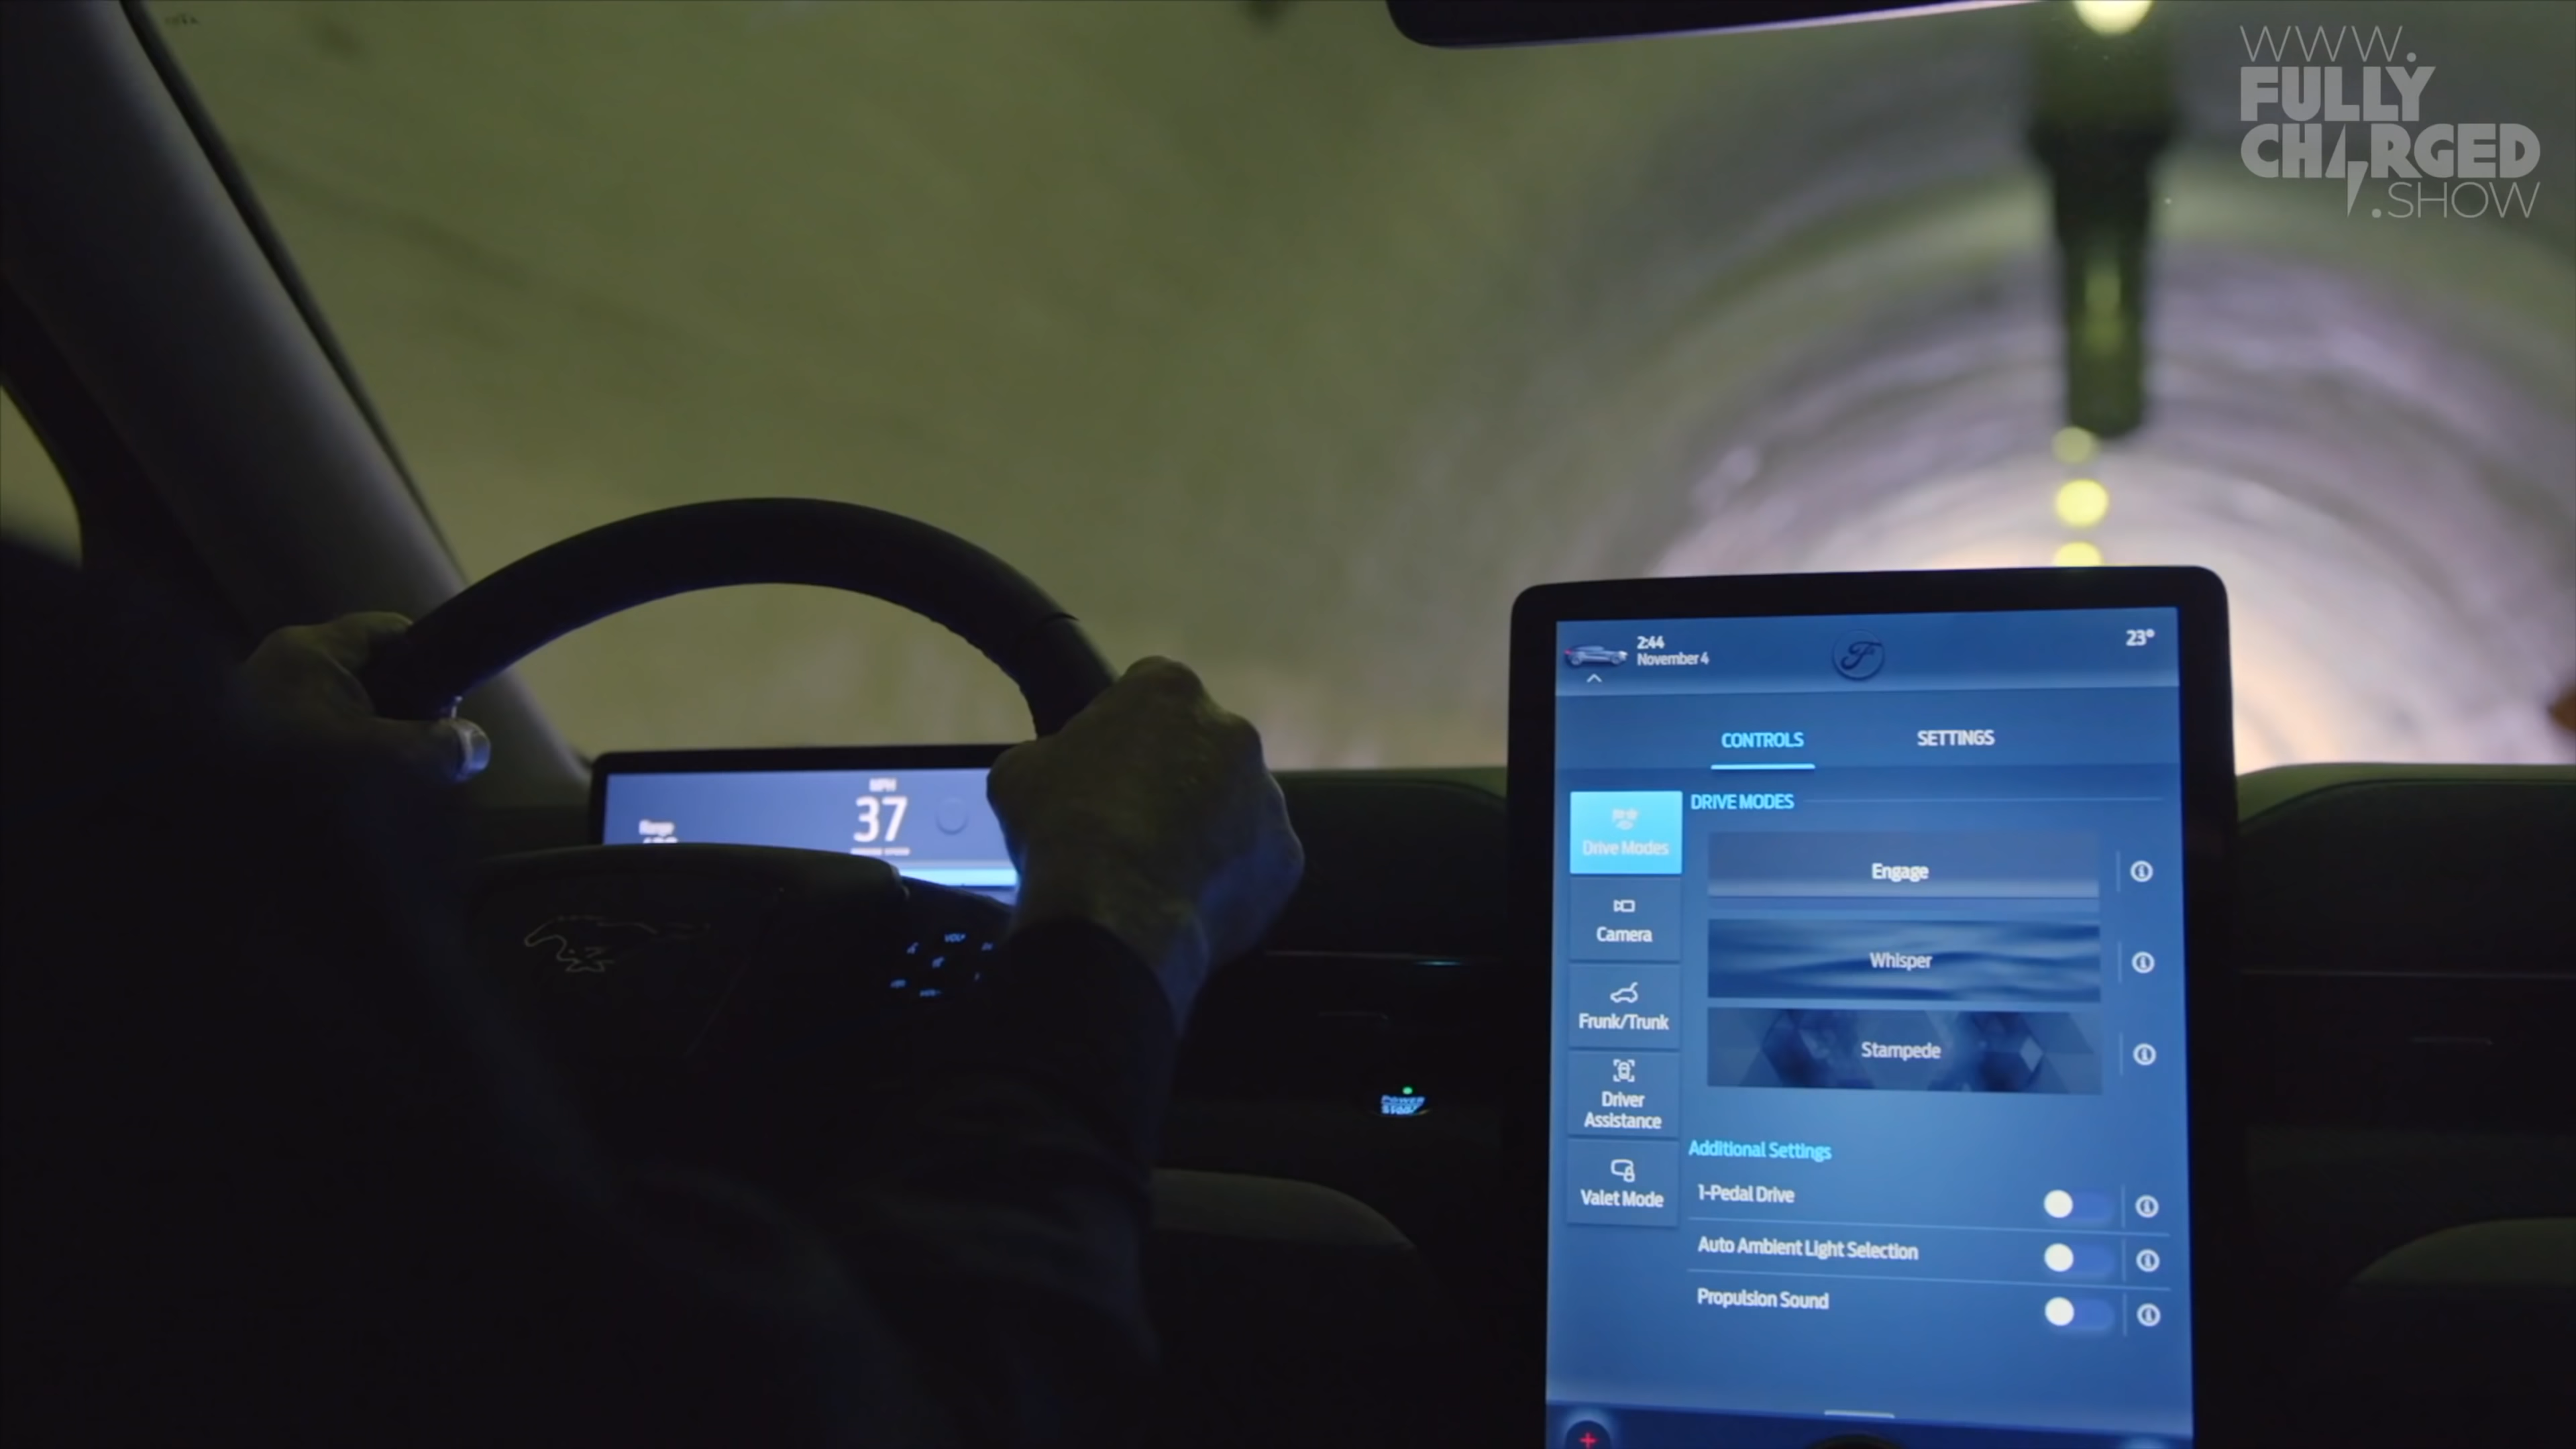 WWW.
FULLY
CHARGED
.SHOW
2:44
November 4
23°
CONTROLS
SETTINGS
DRIVE MODES
Drive Modes
Engage
Camera
Whisper
Frunk/Trunk
Stampede
Driver
Assistance
Additional Settings
Valet Mode
1-Pedal Drive
Auto Ambient Light Selection
Propulsion Sound
MPH
37
Range